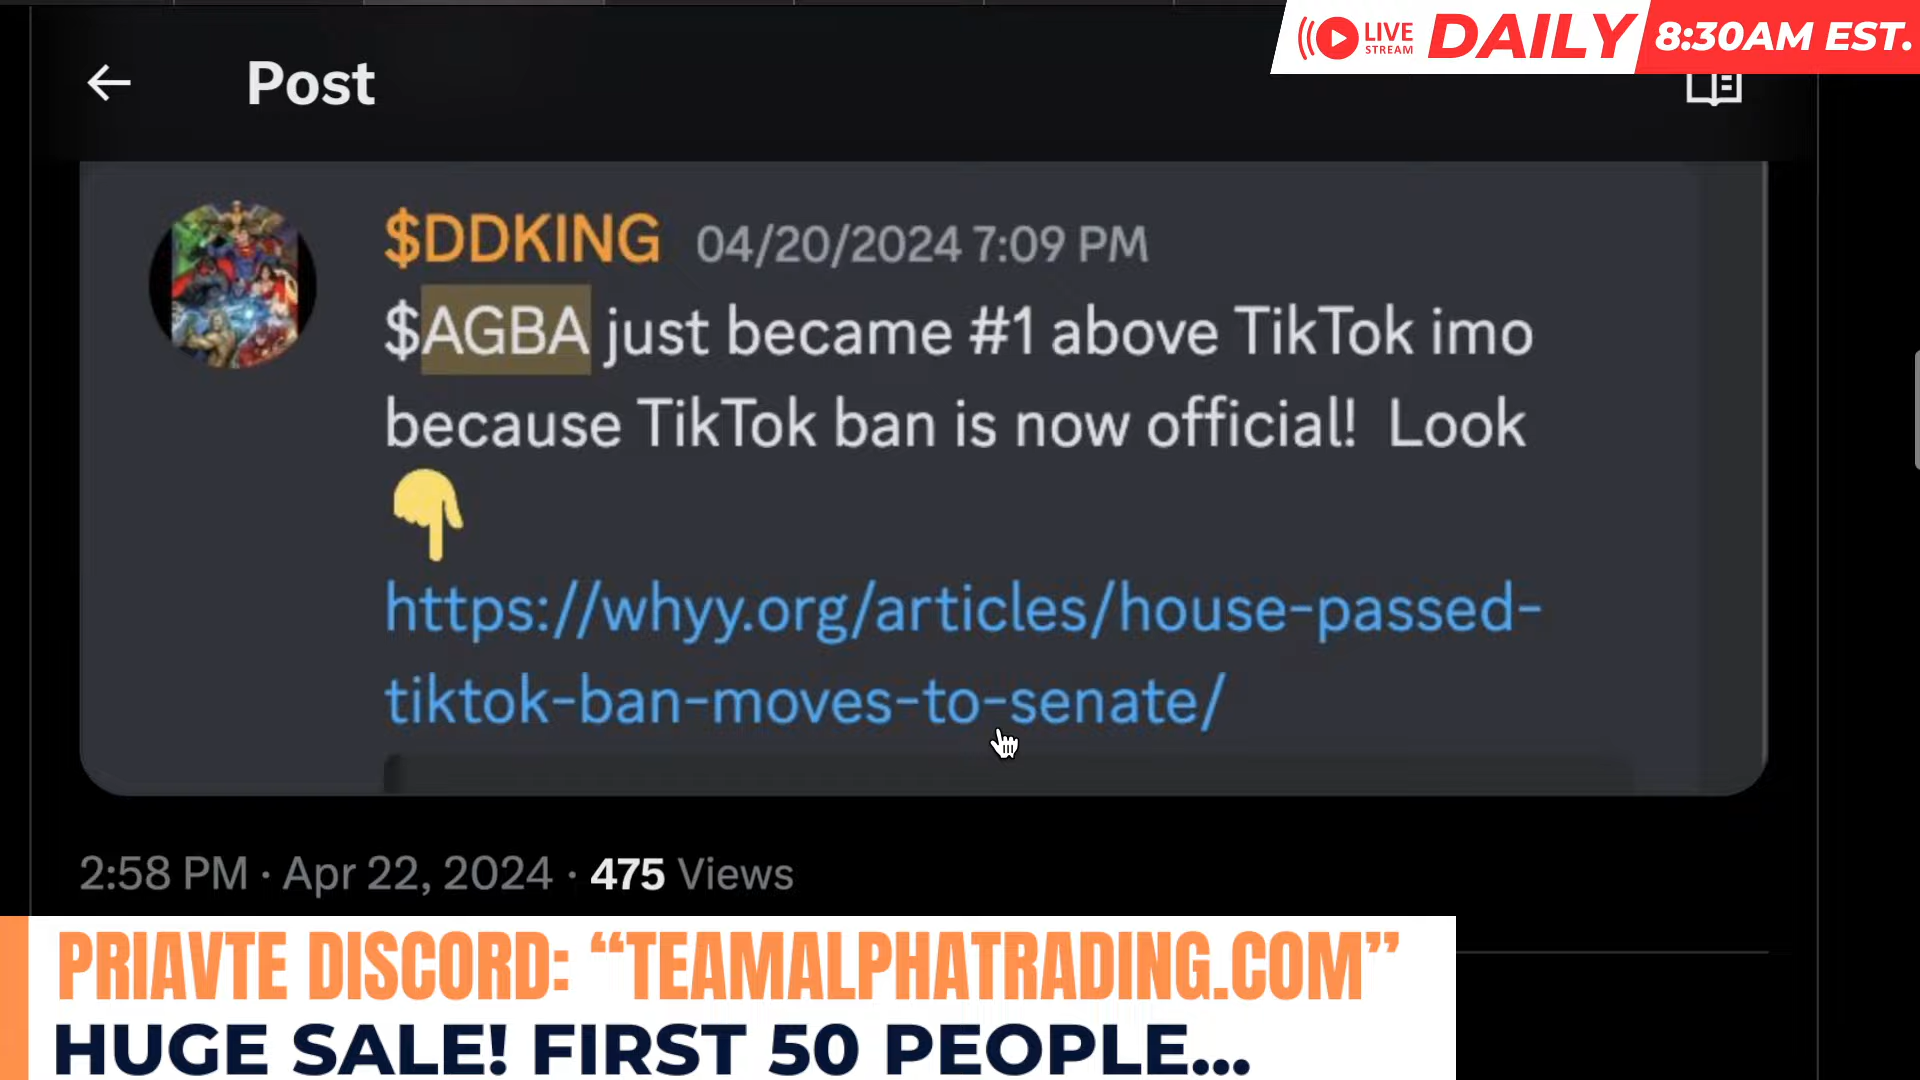 LIVE
STREAM
DAILY
8:30AM EST.
Post
$DDKING 04/20/2024 7:09 PM
$AGBA just became #1 above TikTok imo
because TikTok ban is now official! Look
👇
https://whyy.org/articles/house-passed-
tiktok-ban-moves-to-senate/
2:58 PM · Apr 22, 2024 · 475 Views
PRIAVTE DISCORD: “TEAMALPHATRADING.COM”
HUGE SALE! FIRST 50 PEOPLE...